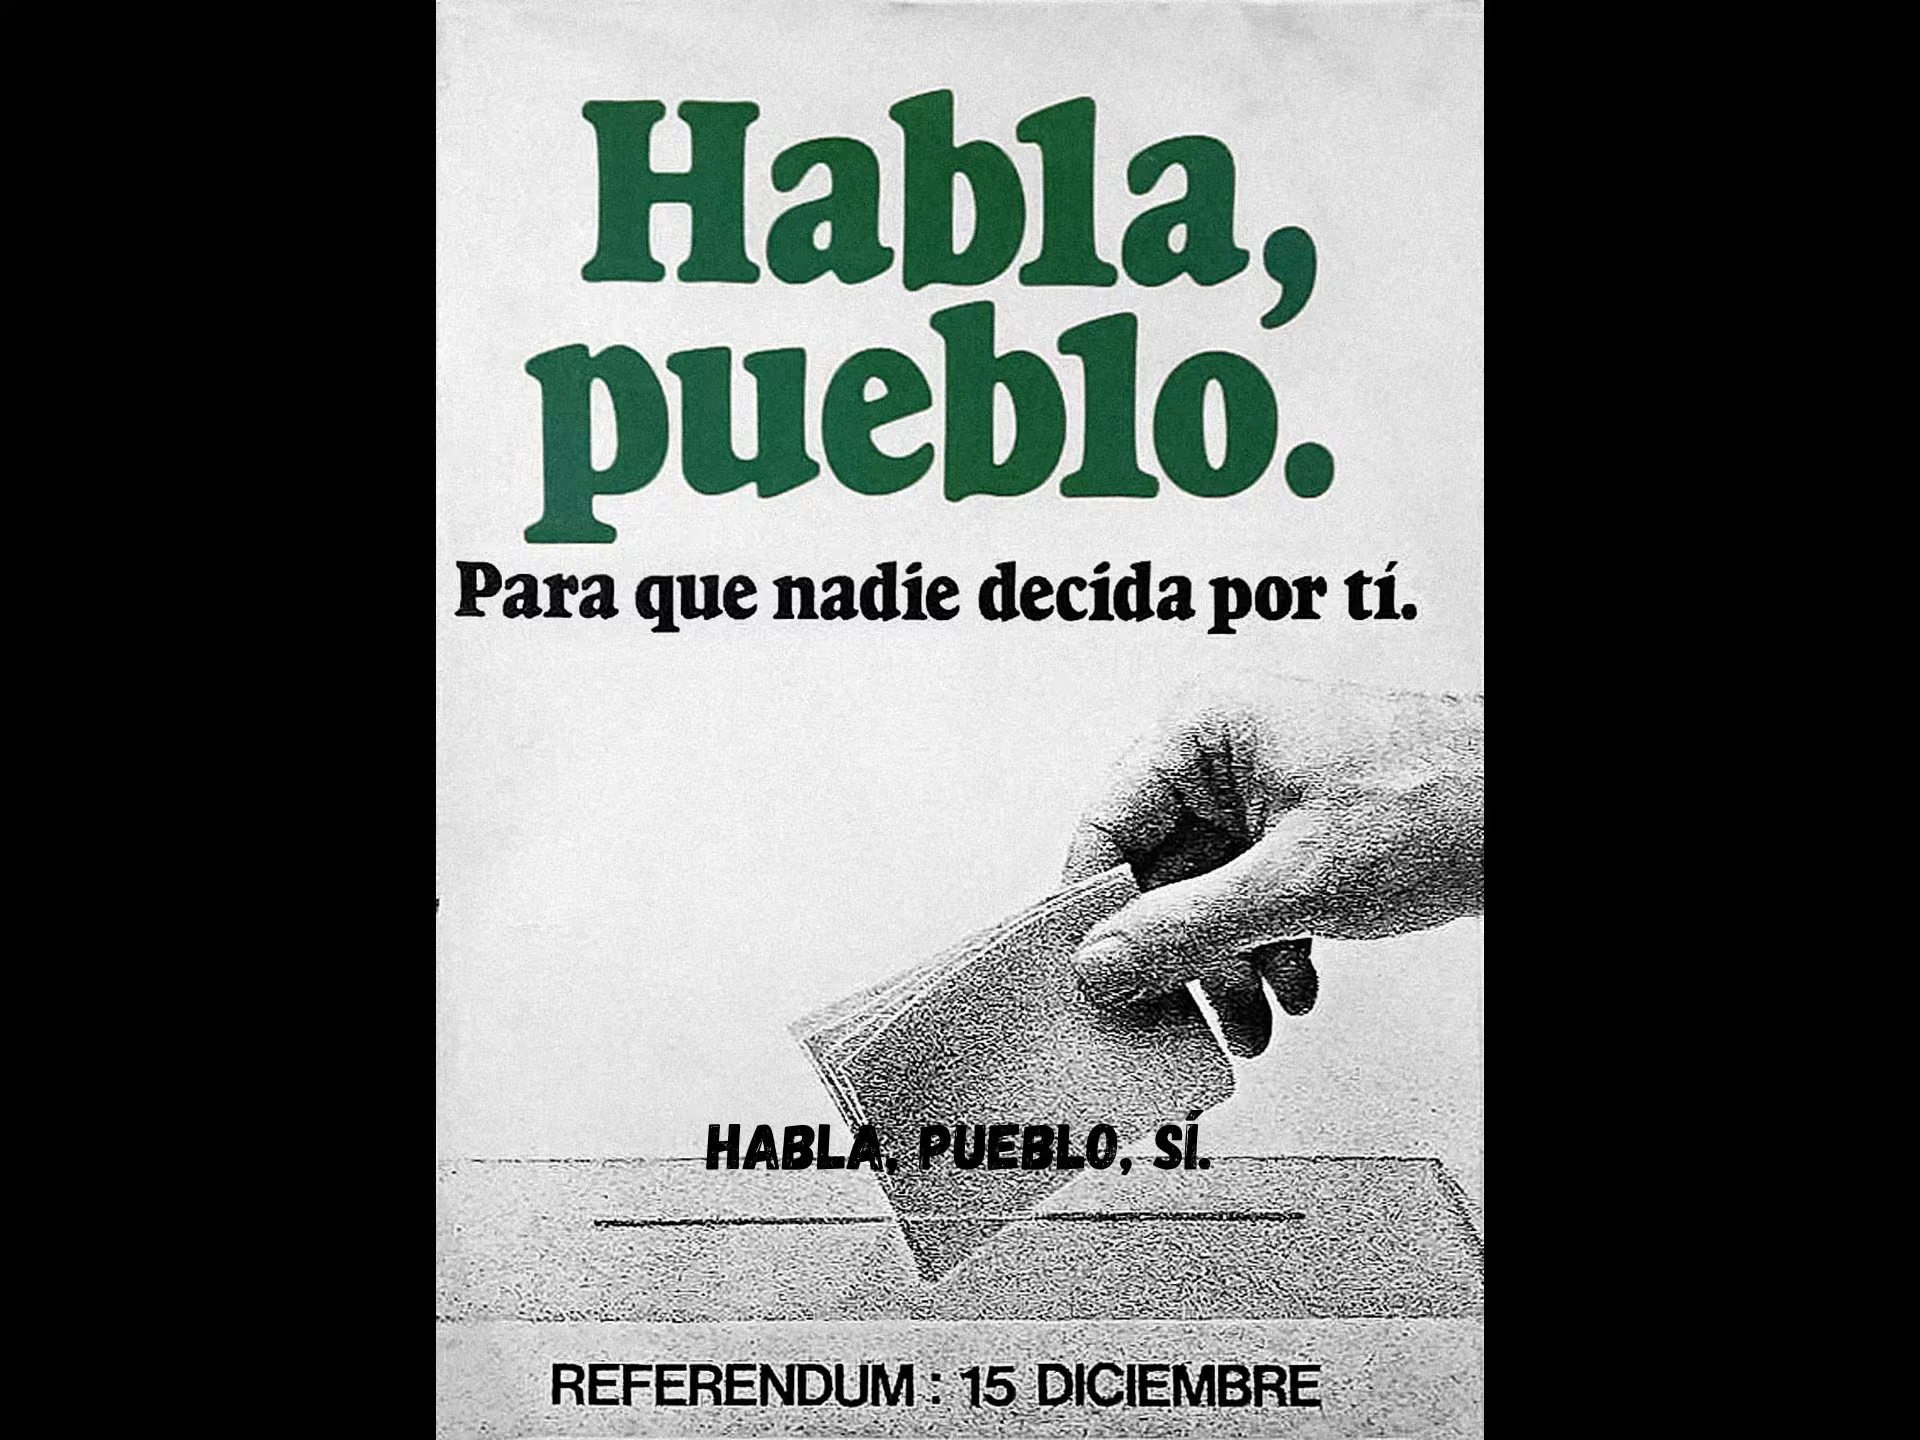 Habla,
pueblo.
Para que nadie decida por tí.
HABLA, PUEBLO, SÍ.
REFERENDUM: 15 DICIEMBRE